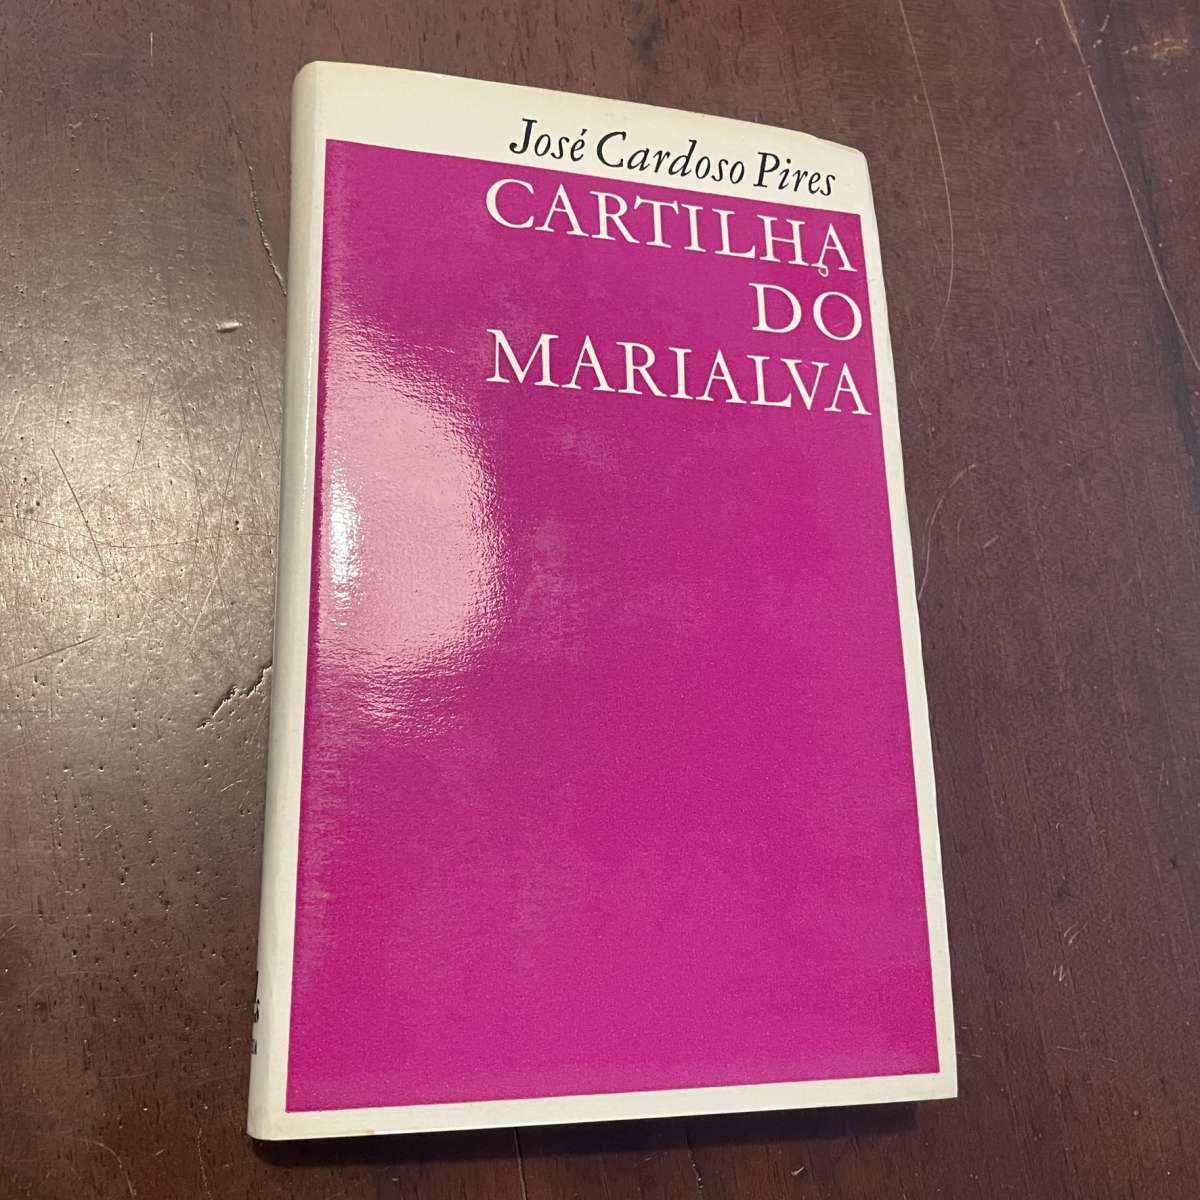 José Cardoso Pires
CARTILHA
DO
MARIALVA